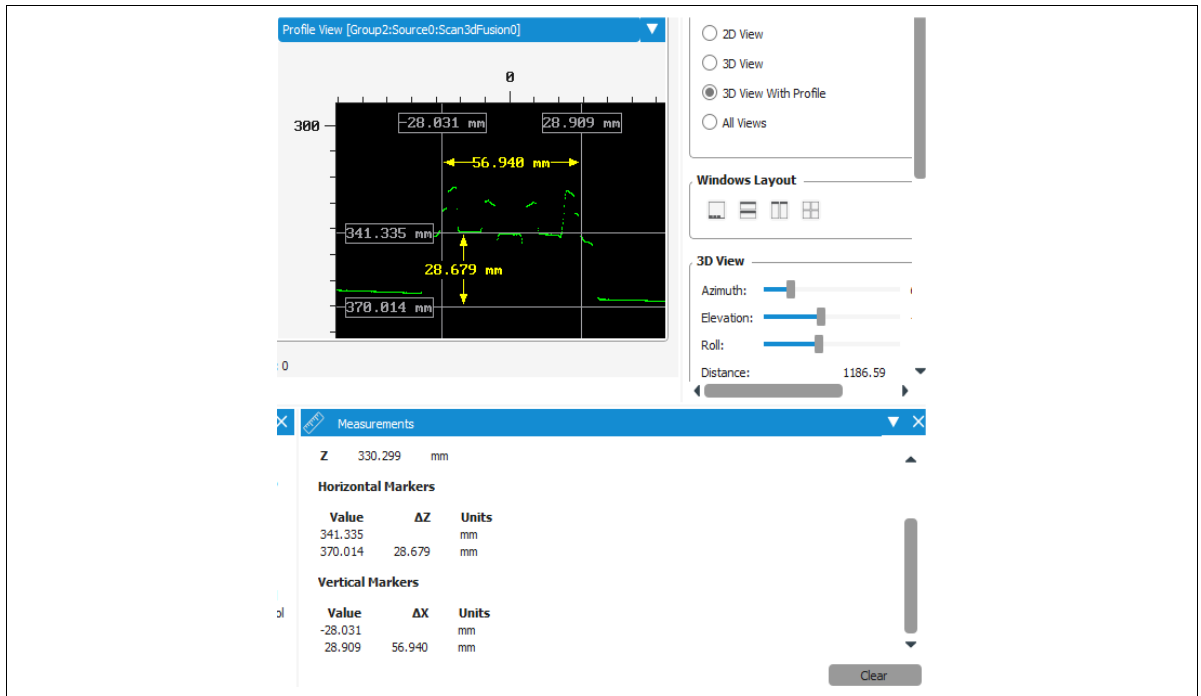 Profile View [Group2:Source0:Scan3dFusion0]
0
300
-28.031 mm
28.909 mm
56.940 mm
341.335 mm
28.679 mm
370.014 mm
: 0
2D View
3D View
3D View With Profile
All Views
Windows Layout
3D View
Azimuth:
Elevation:
Roll:
Distance: 1186.59
Measurements
Z 330.299 mm
Horizontal Markers
Value ΔZ Units
341.335 mm
370.014 28.679 mm
Vertical Markers
ol
Value ΔX Units
-28.031 mm
28.909 56.940 mm
Clear